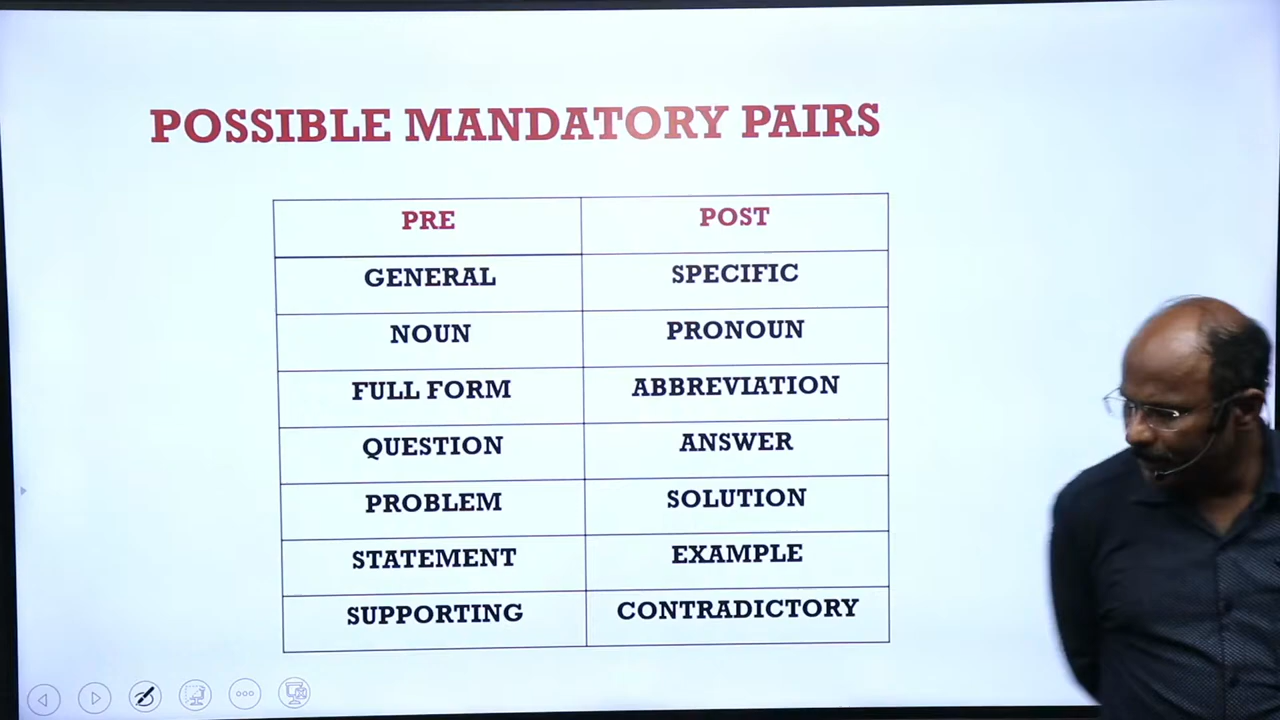 POSSIBLE MANDATORY PAIRS
PRE POST
GENERAL SPECIFIC
NOUN PRONOUN
FULL FORM ABBREVIATION
QUESTION ANSWER
PROBLEM SOLUTION
STATEMENT EXAMPLE
SUPPORTING CONTRADICTORY